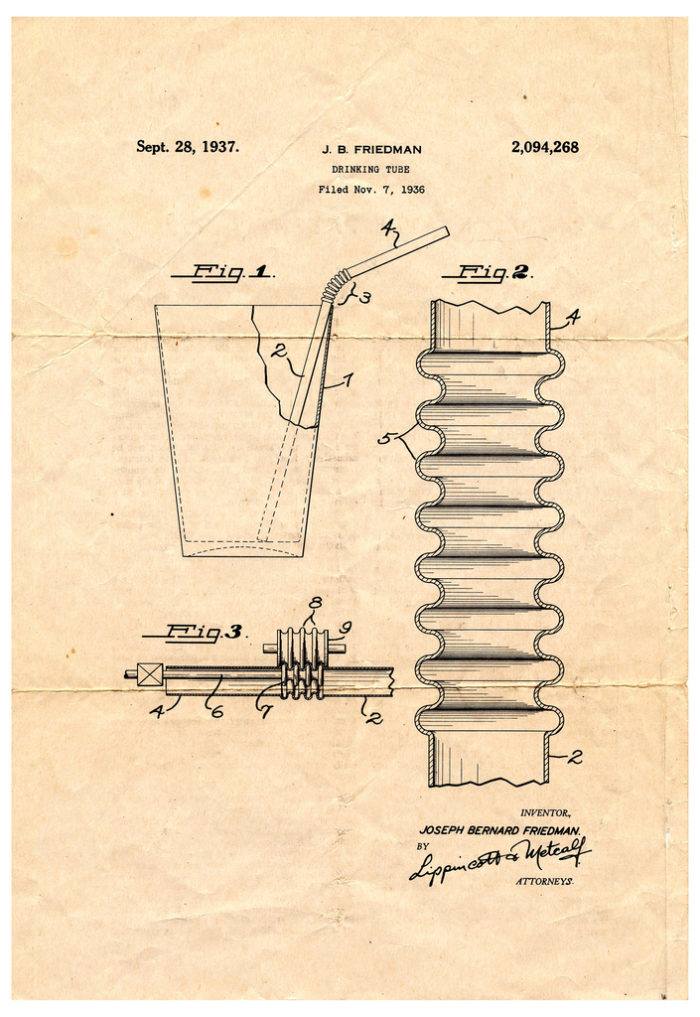 Sept. 28, 1937.
J. B. FRIEDMAN
2,094,268
DRINKING TUBE
Filed Nov. 7, 1936
Fig. 1.
4
3
2
1
Fig. 2.
4
5
2
Fig. 3.
8
9
4
6
7
2
INVENTOR,
JOSEPH BERNARD FRIEDMAN.
BY
Lippincott & Metcalf
ATTORNEYS.